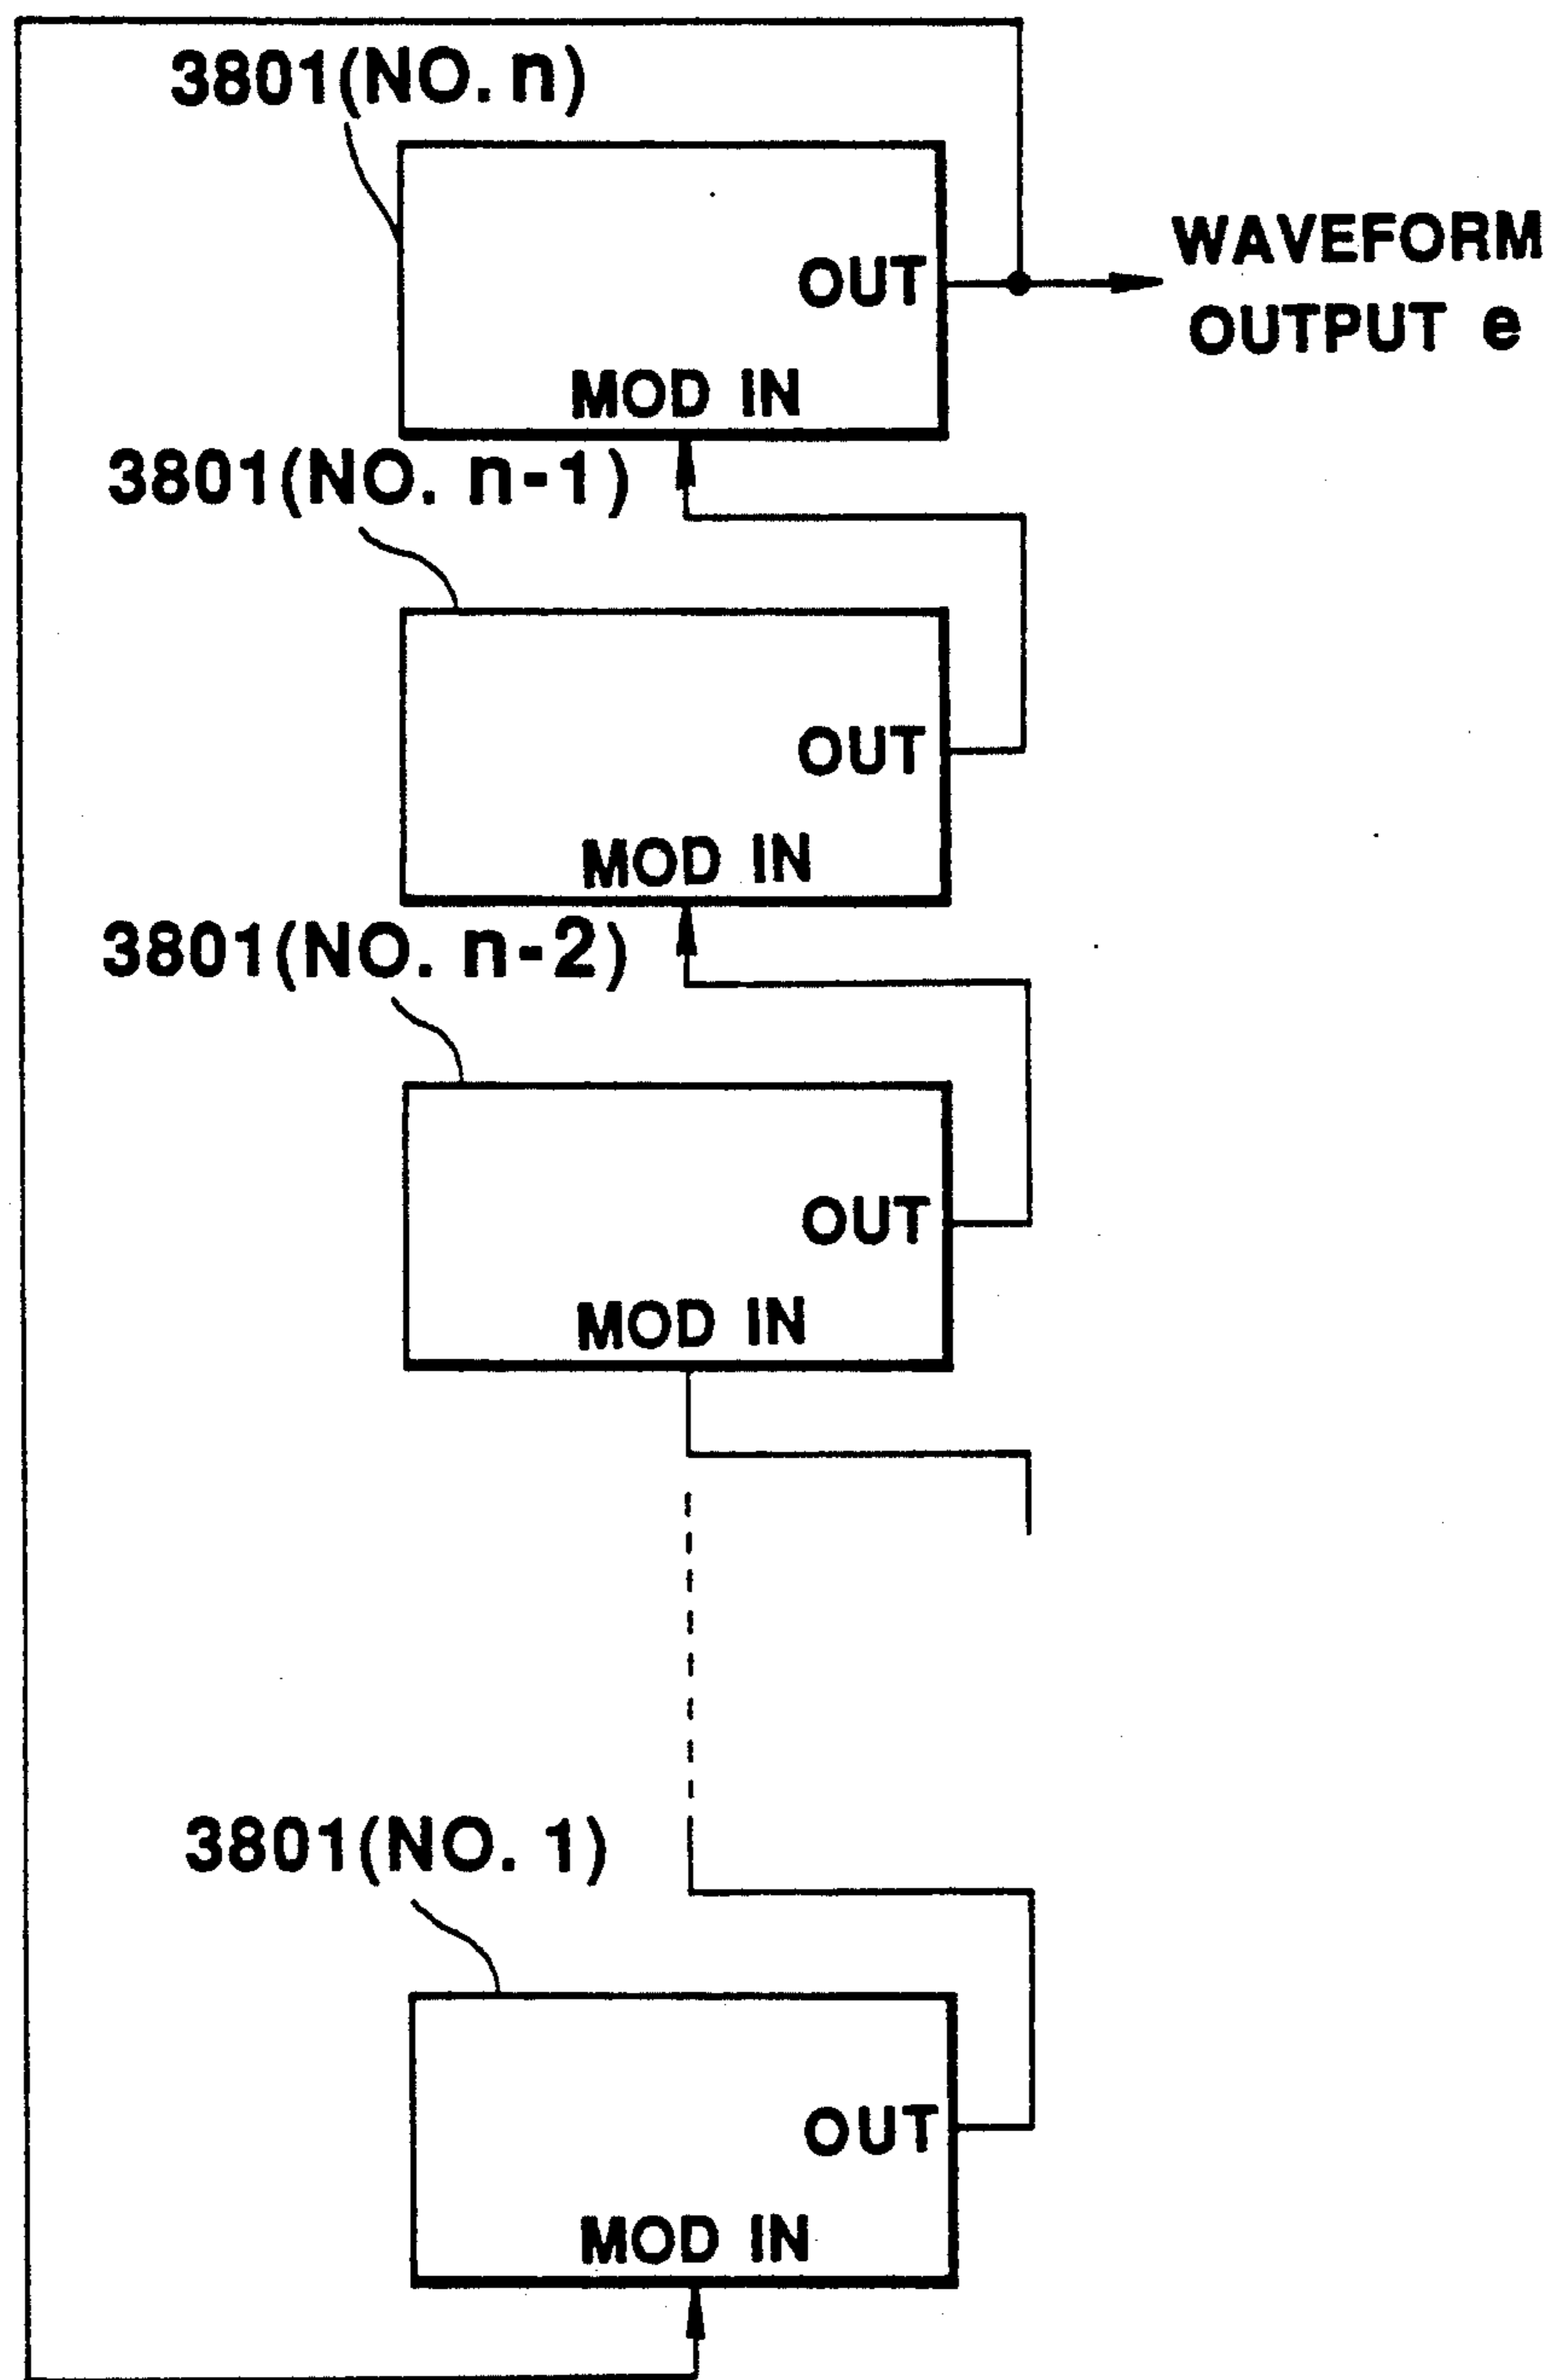 3801(NO. n)
OUT
WAVEFORM
OUTPUT e
MOD IN
3801(NO. n-1)
OUT
MOD IN
3801(NO. n-2)
OUT
MOD IN
3801(NO. 1)
OUT
MOD IN